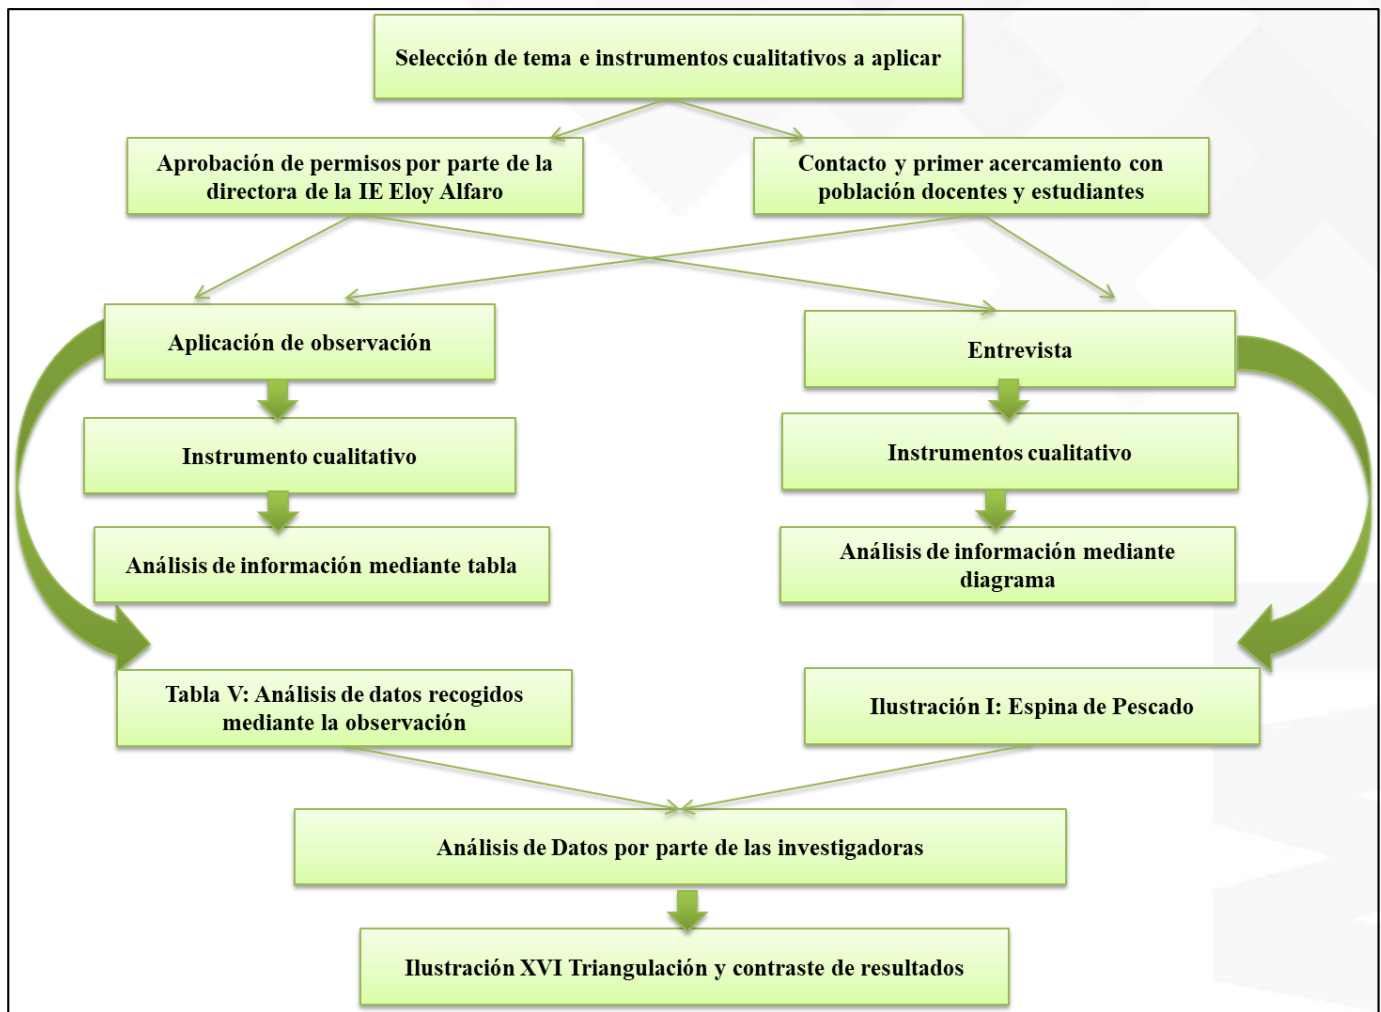 Selección de tema e instrumentos cualitativos a aplicar
Aprobación de permisos por parte de la
directora de la IE Eloy Alfaro
Contacto y primer acercamiento con
población docentes y estudiantes
Aplicación de observación
Entrevista
Instrumento cualitativo
Instrumentos cualitativo
Análisis de información mediante tabla
Análisis de información mediante
diagrama
Tabla V: Análisis de datos recogidos
mediante la observación
Ilustración I: Espina de Pescado
Análisis de Datos por parte de las investigadoras
Ilustración XVI Triangulación y contraste de resultados